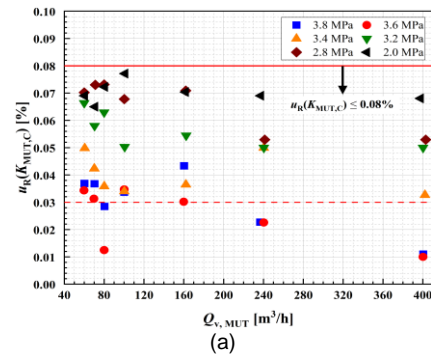 0.10
0.09
0.08
0.07
0.06
0.05
0.04
0.03
0.02
0.01
0.00
u_R(K_MUT,C) [%]
3.8 MPa 3.6 MPa
3.4 MPa 3.2 MPa
2.8 MPa 2.0 MPa
u_R(K_MUT,C) ≤ 0.08%
40 80 120 160 200 240 280 320 360 400
Q_v, MUT [m³/h]
(a)